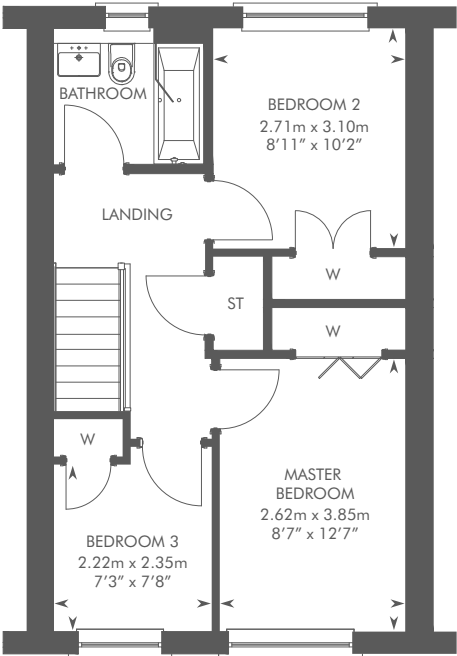 BATHROOM
BEDROOM 2
2.71m x 3.10m
8'11" x 10'2"
LANDING
W
ST
W
W
MASTER
BEDROOM
2.62m x 3.85m
8'7" x 12'7"
BEDROOM 3
2.22m x 2.35m
7'3" x 7'8"